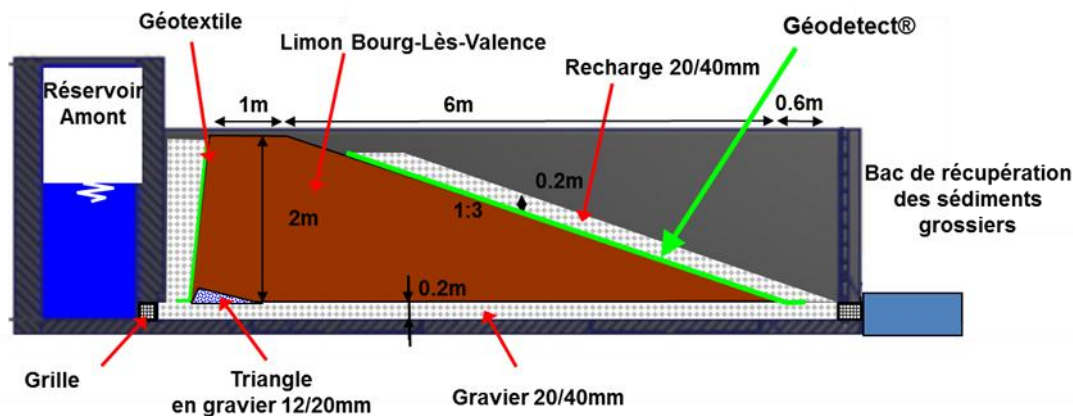 Géotextile
Limon Bourg-Lès-Valence
Géodetect®
Recharge 20/40mm
Réservoir
Amont
1m
6m
0.6m
0.2m
1:3
2m
0.2m
Bac de récupération
des sédiments
grossiers
Grille
Triangle
en gravier 12/20mm
Gravier 20/40mm